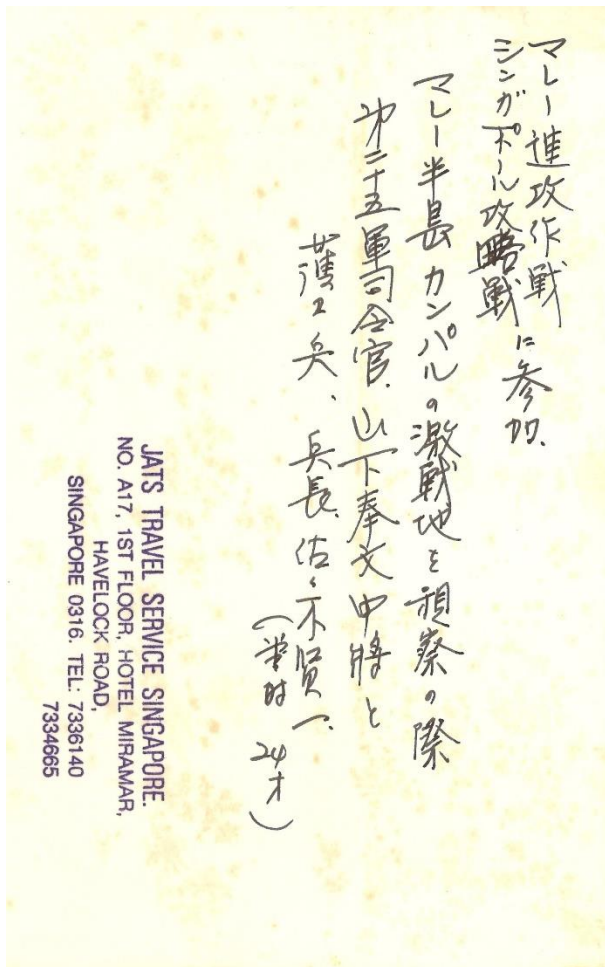 マレー進攻作戦
シンガポール攻略戦に参加、
マレー半島カンパルの激戦地を視察の際
第二十五軍司令官、山下奉文中将と
兵、兵長、佐々木賢一、
(当時 24才)
JATS TRAVEL SERVICE SINGAPORE.
NO. A17, 1ST FLOOR, HOTEL MIRAMAR,
HAVELOCK ROAD,
SINGAPORE 0316. TEL: 7336140
7334665